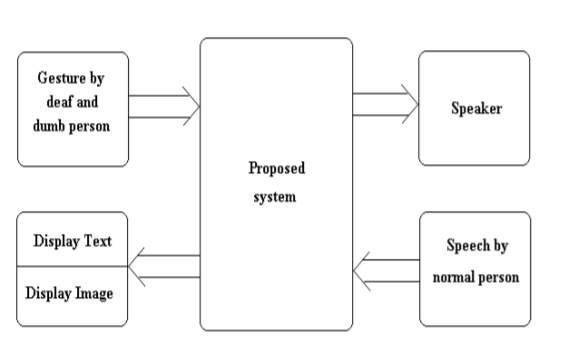 Gesture by
deaf and
dumb person
Proposed
system
Speaker
Display Text
Display Image
Speech by
normal person